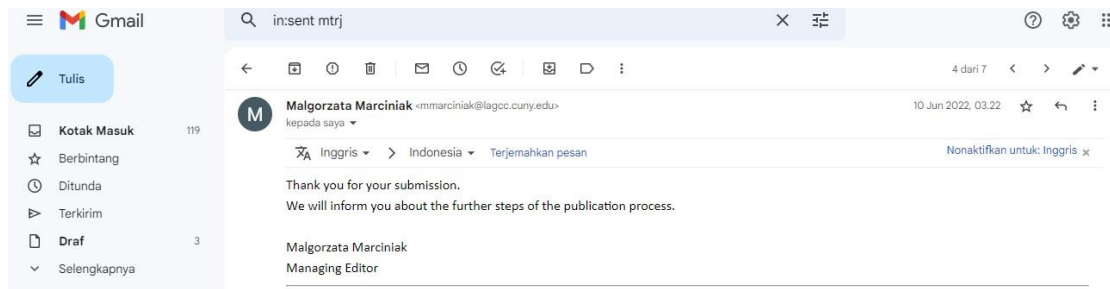 Gmail
in:sent mtrj
Tulis
4 dari 7
Kotak Masuk 119
Berbintang
Ditunda
Terkirim
Draf 3
Selengkapnya
M
Malgorzata Marciniak <mmarciniak@lagcc.cuny.edu>
10 Jun 2022, 03.22
kepada saya
Inggris > Indonesia Terjemahkan pesan
Nonaktifkan untuk: Inggris x
Thank you for your submission.
We will inform you about the further steps of the publication process.
Malgorzata Marciniak
Managing Editor